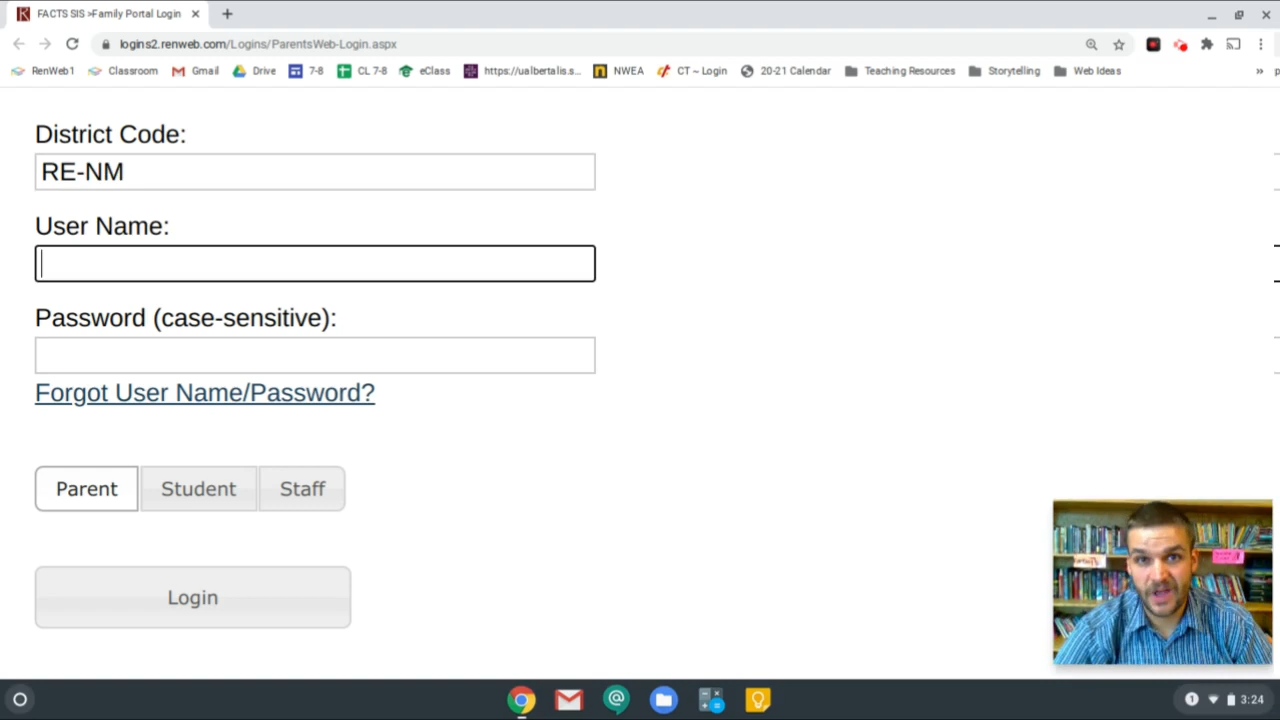 FACTS SIS >Family Portal Login
logins2.renweb.com/Logins/ParentsWeb-Login.aspx
RenWeb1 Classroom Gmail Drive 7-8 CL 7-8 eClass https://ualbertalis.s... NWEA CT ~ Login 20-21 Calendar Teaching Resources Storytelling Web Ideas »
District Code:
RE-NM
User Name:
Password (case-sensitive):
Forgot User Name/Password?
Parent Student Staff
Login
1 3:24